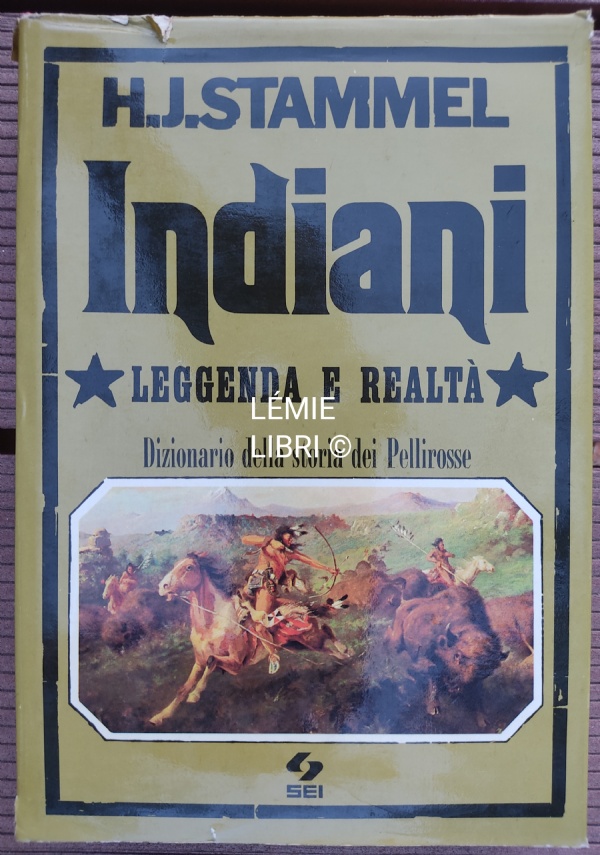 H.J.STAMMEL
Indiani
LEGGENDA E REALTÀ
LÉMIE
LIBRI ©
Dizionario della storia dei Pellirosse
SEI